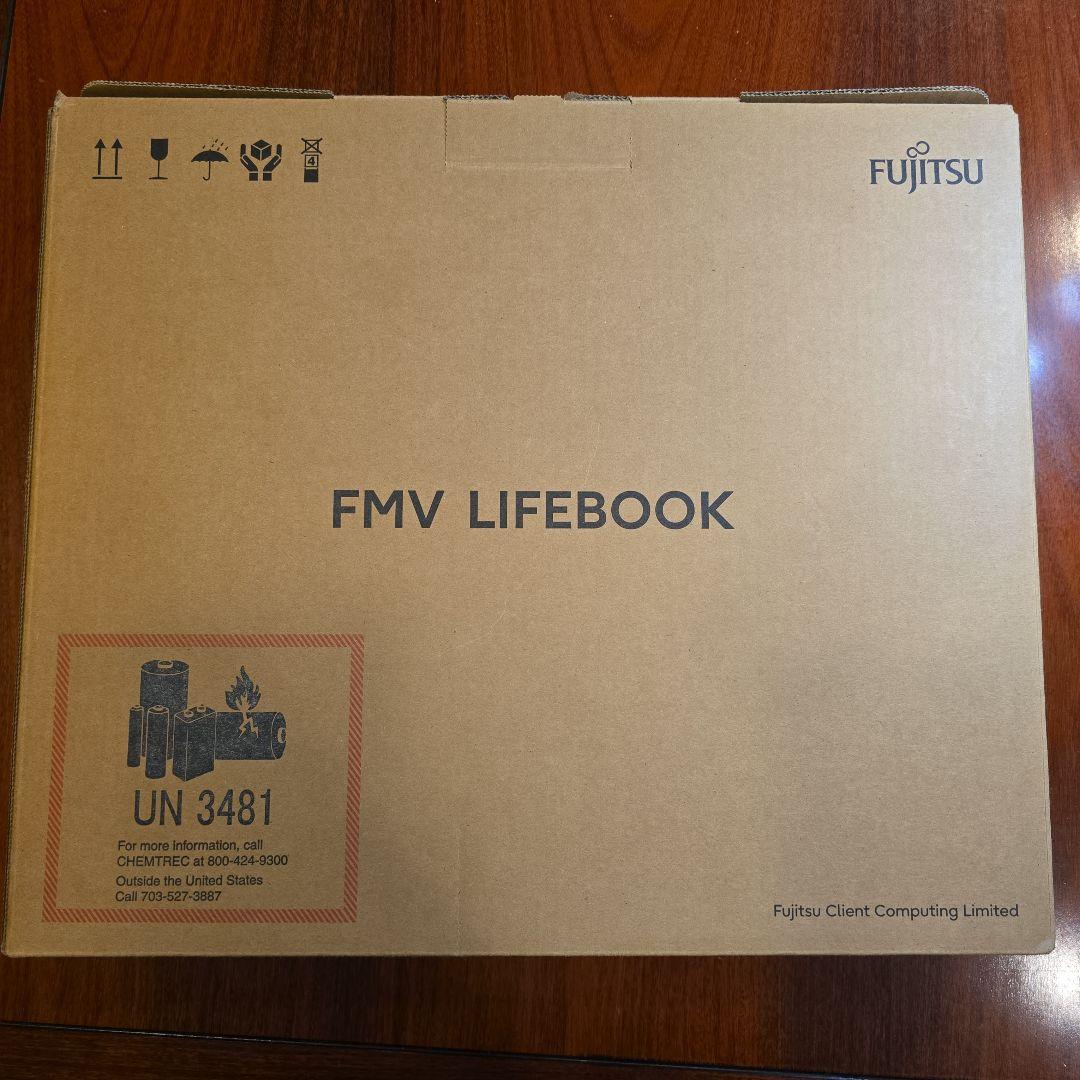 4
FUJITSU
FMV LIFEBOOK
UN 3481
For more information, call
CHEMTREC at 800-424-9300
Outside the United States
Call 703-527-3887
Fujitsu Client Computing Limited